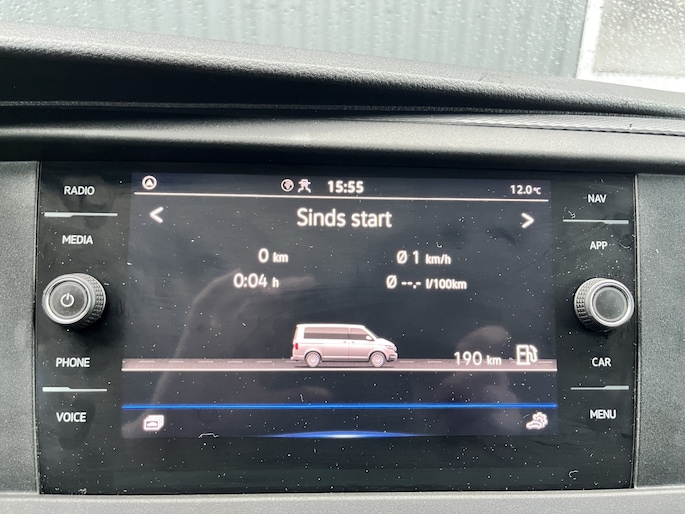 RADIO
MEDIA
PHONE
VOICE
15:55
12.0°C
< Sinds start >
0 km
Ø 1 km/h
0:04 h
Ø --.- l/100km
190 km
NAV
APP
CAR
MENU